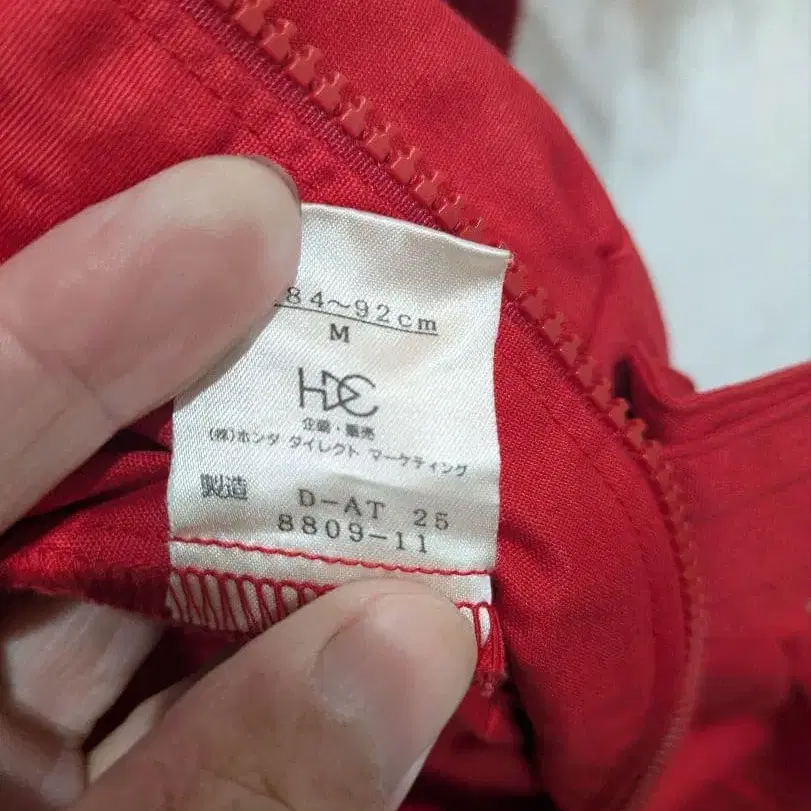 84～92cm
M
HDC
企画・販売
(株)ホンダ ダイレクト マーケティング
製造 D-AT 25
8809-11